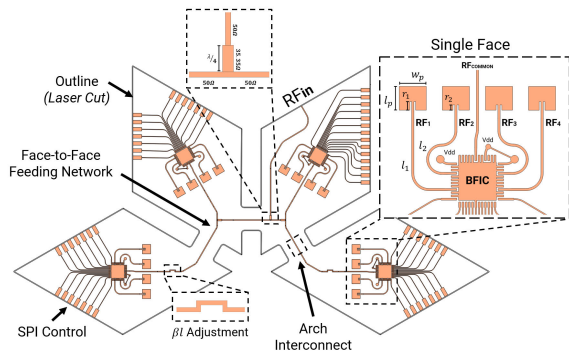 50Ω
λ/4
35.35Ω
50Ω
50Ω
Outline
(Laser Cut)
RFin
Face-to-Face
Feeding Network
SPI Control
βl Adjustment
Arch
Interconnect
Single Face
RFCOMMON
wp
lp
r1
r2
RF1
RF2
RF3
RF4
Vdd
Vdd
l2
l1
BFIC